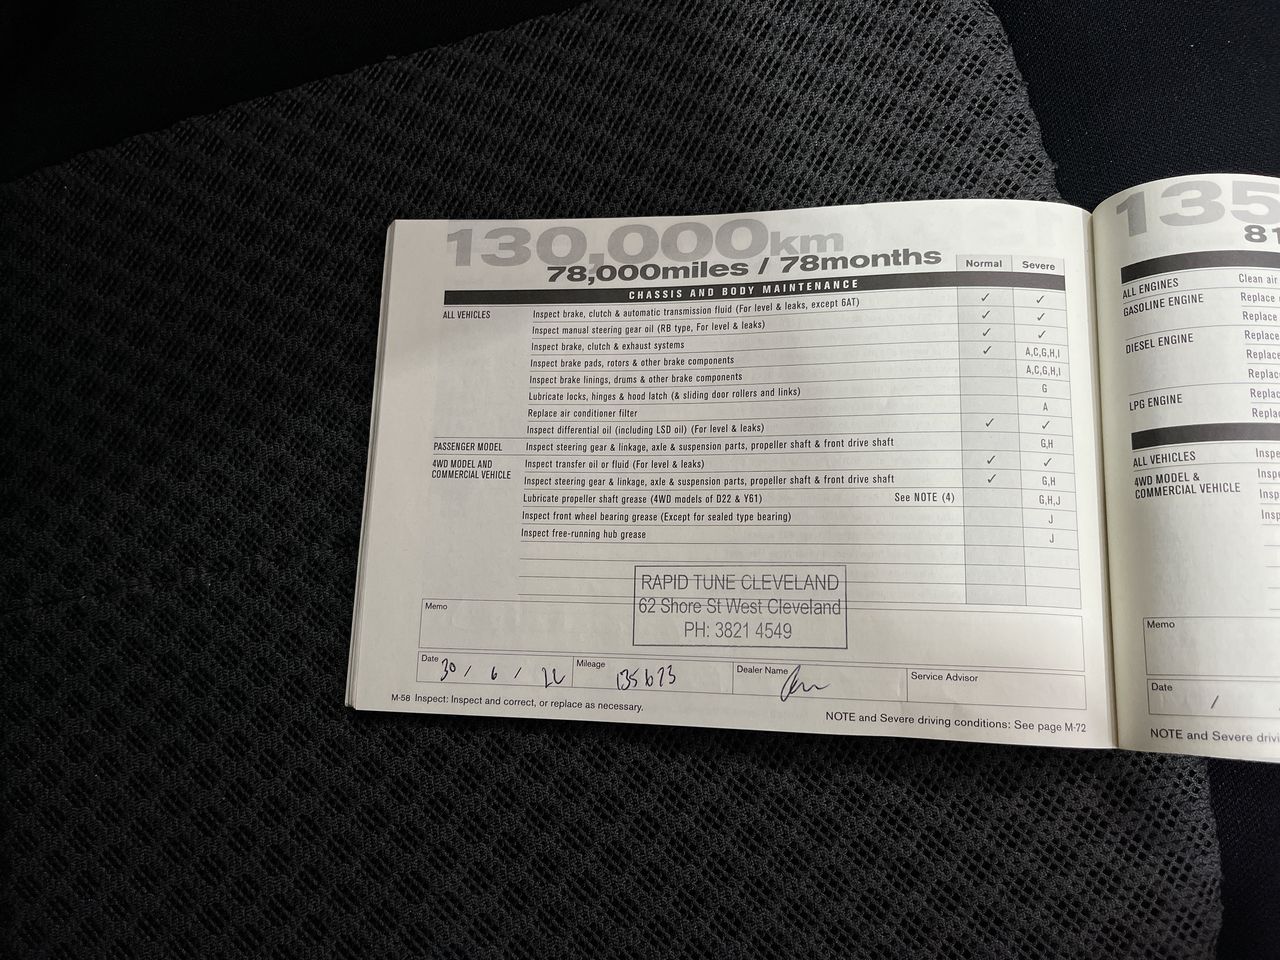 130,000km
78,000miles / 78months
Normal Severe
CHASSIS AND BODY MAINTENANCE
ALL VEHICLES Inspect brake, clutch & automatic transmission fluid (For level & leaks, except 6AT) ✓ ✓
Inspect manual steering gear oil (RB type, For level & leaks) ✓ ✓
Inspect brake, clutch & exhaust systems ✓ ✓
Inspect brake pads, rotors & other brake components ✓ A,C,G,H,I
Inspect brake linings, drums & other brake components A,C,G,H,I
Lubricate locks, hinges & hood latch (& sliding door rollers and links) G
Replace air conditioner filter A
Inspect differential oil (including LSD oil) (For level & leaks) ✓ ✓
PASSENGER MODEL Inspect steering gear & linkage, axle & suspension parts, propeller shaft & front drive shaft G,H
4WD MODEL AND COMMERCIAL VEHICLE Inspect transfer oil or fluid (For level & leaks) ✓ ✓
Inspect steering gear & linkage, axle & suspension parts, propeller shaft & front drive shaft ✓ G,H
Lubricate propeller shaft grease (4WD models of D22 & Y61) See NOTE (4) G,H,J
Inspect front wheel bearing grease (Except for sealed type bearing) J
Inspect free-running hub grease J
RAPID TUNE CLEVELAND
62 Shore St West Cleveland
PH: 3821 4549
Memo
Date 30 / 6 / 22 Mileage 135673 Dealer Name Service Advisor
M-58 Inspect: Inspect and correct, or replace as necessary.
NOTE and Severe driving conditions: See page M-72
135
81
ALL ENGINES Clean air
GASOLINE ENGINE Replace
Replace
DIESEL ENGINE Replace
Replace
Replace
LPG ENGINE Replac
Replac
ALL VEHICLES Inspe
4WD MODEL & COMMERCIAL VEHICLE Inspe
Insp
Insp
Memo
Date /
NOTE and Severe drivi